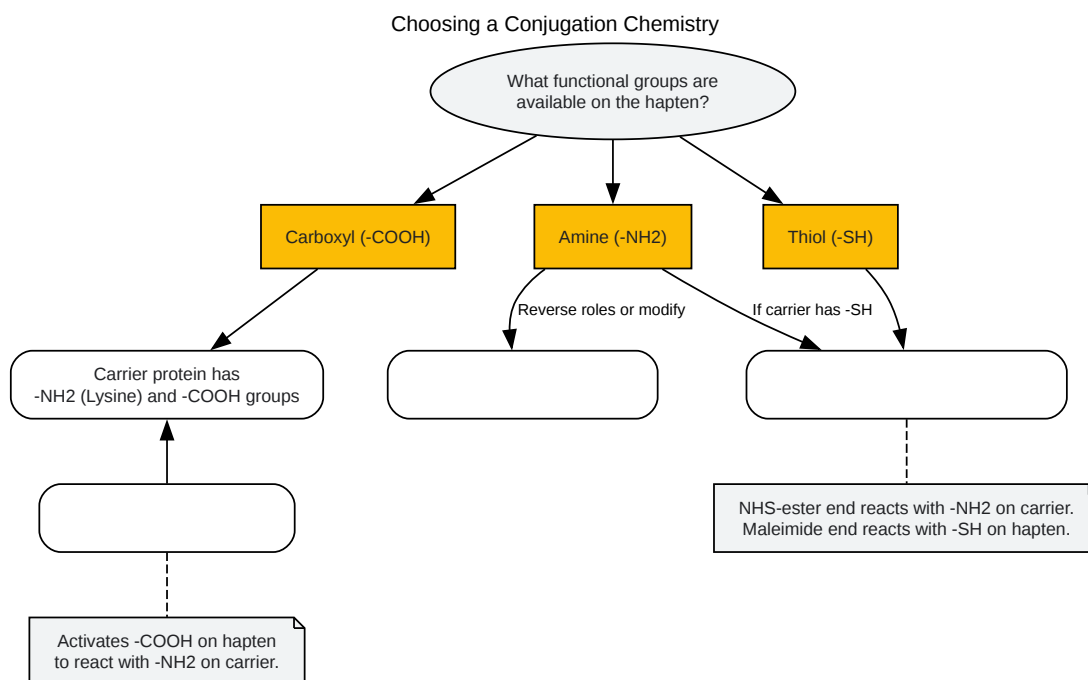 Choosing a Conjugation Chemistry
What functional groups are
available on the hapten?
Carboxyl (-COOH)
Amine (-NH2)
Thiol (-SH)
Reverse roles or modify
If carrier has -SH
Carrier protein has
-NH2 (Lysine) and -COOH groups
NHS-ester end reacts with -NH2 on carrier.
Maleimide end reacts with -SH on hapten.
Activates -COOH on hapten
to react with -NH2 on carrier.